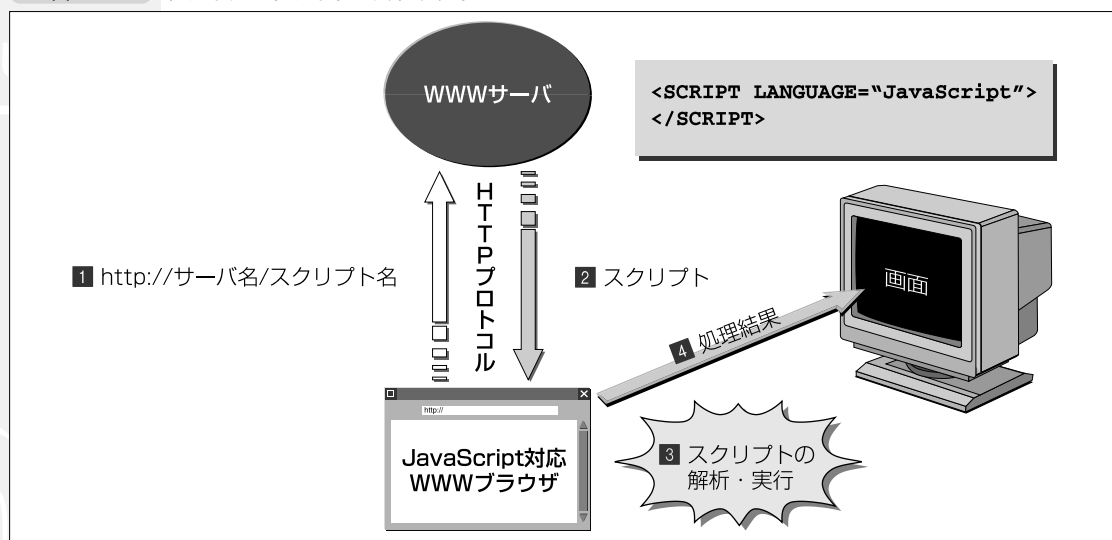 WWWサーバ
<SCRIPT LANGUAGE=“JavaScript”>
</SCRIPT>
HTTPプロトコル
1 http://サーバ名/スクリプト名
2 スクリプト
画面
4 処理結果
http://
JavaScript対応
WWWブラウザ
3 スクリプトの
解析・実行